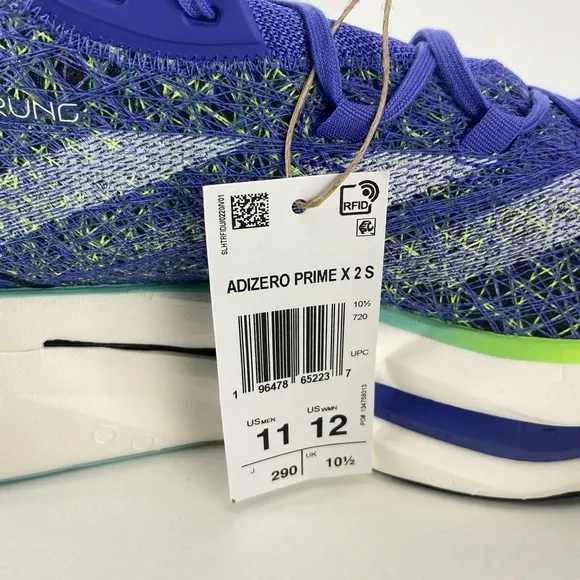 RUNG
SLHTRFIDUI0220IV01
RFID
ADIZERO PRIME X 2 S
10½
720
UPC
1 96478 65223 7
US MEN 11 US WMN 12
J 290 UK 10½